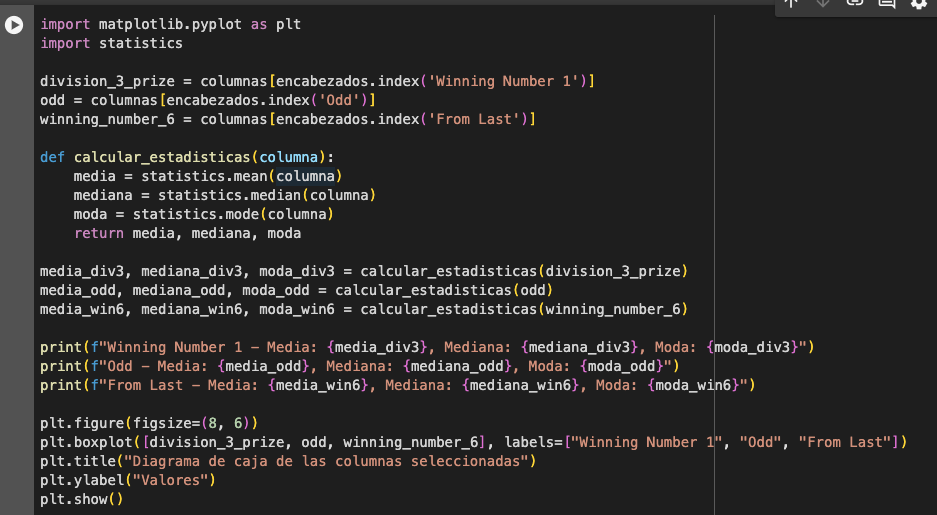 import matplotlib.pyplot as plt
import statistics

division_3_prize = columnas[encabezados.index('Winning Number 1')]
odd = columnas[encabezados.index('Odd')]
winning_number_6 = columnas[encabezados.index('From Last')]

def calcular_estadisticas(columna):
    media = statistics.mean(columna)
    mediana = statistics.median(columna)
    moda = statistics.mode(columna)
    return media, mediana, moda

media_div3, mediana_div3, moda_div3 = calcular_estadisticas(division_3_prize)
media_odd, mediana_odd, moda_odd = calcular_estadisticas(odd)
media_win6, mediana_win6, moda_win6 = calcular_estadisticas(winning_number_6)

print(f"Winning Number 1 - Media: {media_div3}, Mediana: {mediana_div3}, Moda: {moda_div3}")
print(f"Odd - Media: {media_odd}, Mediana: {mediana_odd}, Moda: {moda_odd}")
print(f"From Last - Media: {media_win6}, Mediana: {mediana_win6}, Moda: {moda_win6}")

plt.figure(figsize=(8, 6))
plt.boxplot([division_3_prize, odd, winning_number_6], labels=["Winning Number 1", "Odd", "From Last"])
plt.title("Diagrama de caja de las columnas seleccionadas")
plt.ylabel("Valores")
plt.show()